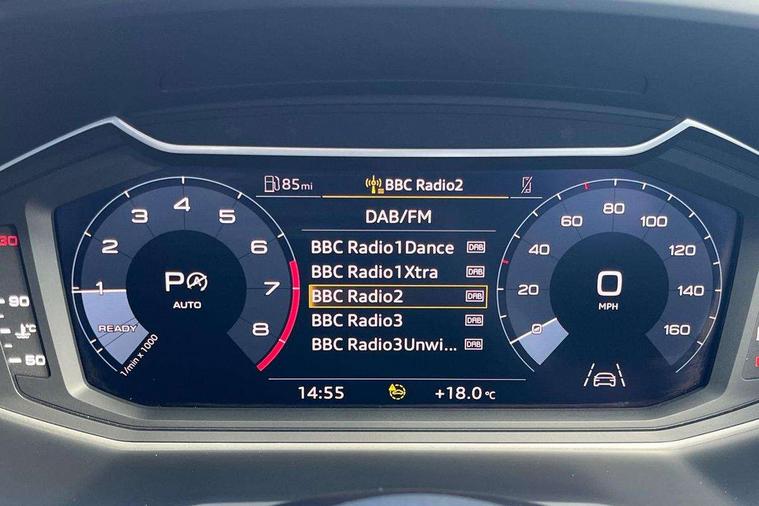 85mi
BBC Radio2
DAB/FM
BBC Radio1Dance DAB
BBC Radio1Xtra DAB
BBC Radio2 DAB
BBC Radio3 DAB
BBC Radio3Unwi... DAB
14:55
+18.0°C
READY
1
2
3
4
5
6
7
8
1/min x 1000
P A
AUTO
0
20
40
60
80
100
120
140
160
0
MPH
130
90
°C
50